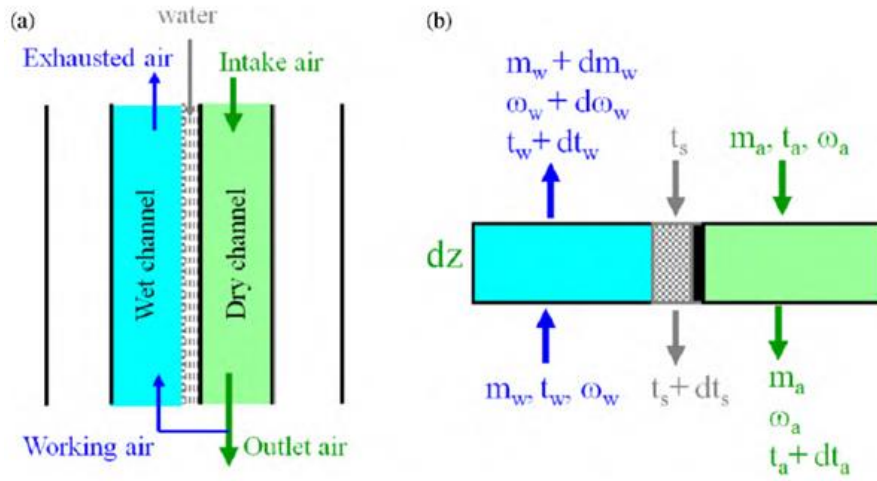 (a)
water
Exhausted air
Intake air
Wet channel
Dry channel
Working air
Outlet air
(b)
m_w + dm_w
ω_w + dω_w
t_w + dt_w
t_s
m_a, t_a, ω_a
dz
m_w, t_w, ω_w
t_s + dt_s
m_a
ω_a
t_a + dt_a